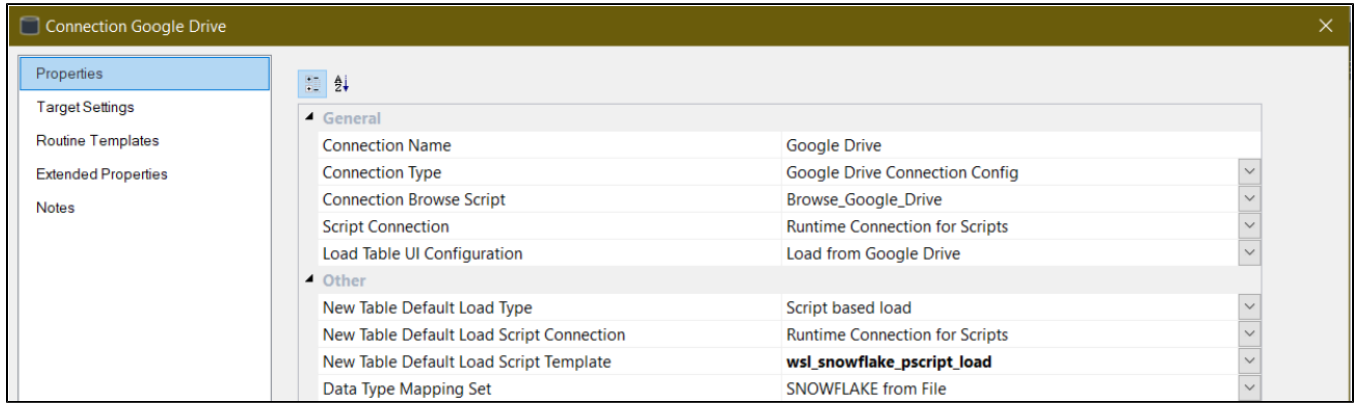 Connection Google Drive
Properties
Target Settings
Routine Templates
Extended Properties
Notes
General
Connection Name Google Drive
Connection Type Google Drive Connection Config
Connection Browse Script Browse_Google_Drive
Script Connection Runtime Connection for Scripts
Load Table UI Configuration Load from Google Drive
Other
New Table Default Load Type Script based load
New Table Default Load Script Connection Runtime Connection for Scripts
New Table Default Load Script Template wsl_snowflake_pscript_load
Data Type Mapping Set SNOWFLAKE from File